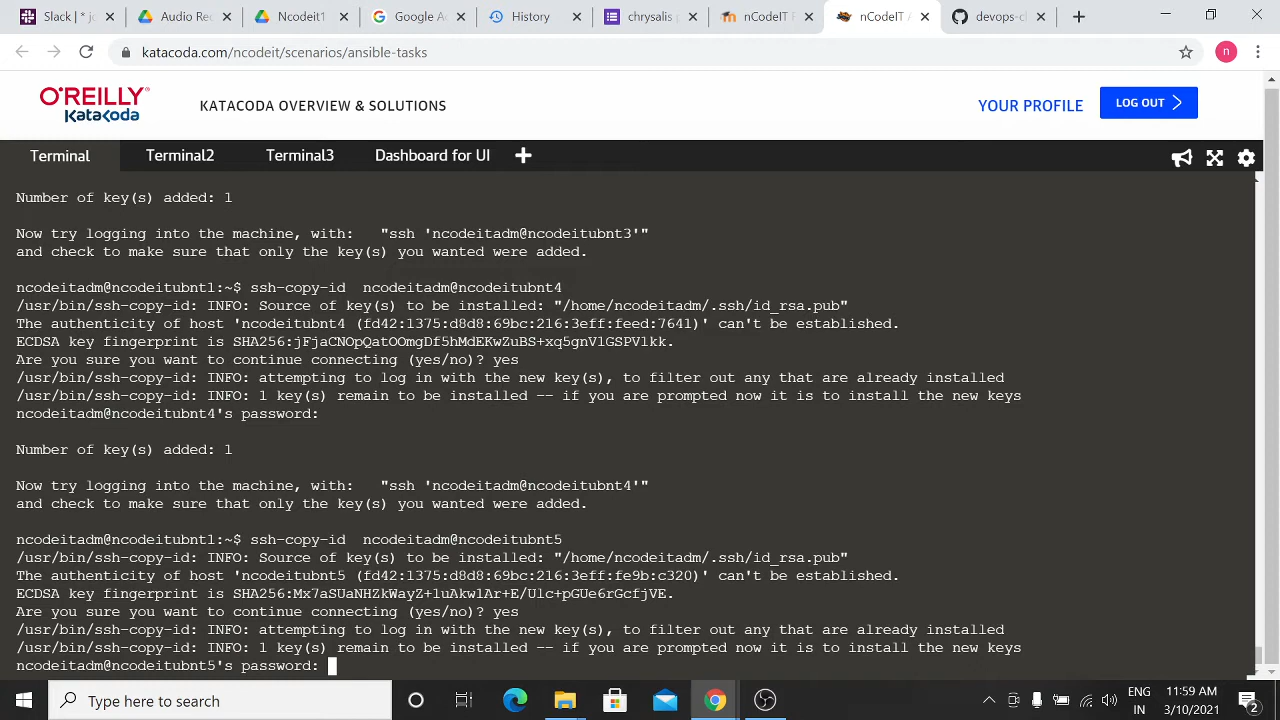 Slack |
Audio Rec
Ncodeit1
Google Ac
History
chrysalis p
nCodeIT E
nCodeIT A
devops-cl
katacoda.com/ncodeit/scenarios/ansible-tasks
n
O'REILLY®
KataKoda
KATACODA OVERVIEW & SOLUTIONS
YOUR PROFILE
LOG OUT
Terminal
Terminal2
Terminal3
Dashboard for UI
Number of key(s) added: 1
Now try logging into the machine, with:   "ssh 'ncodeitadm@ncodeitubnt3'"
and check to make sure that only the key(s) you wanted were added.
ncodeitadm@ncodeitubnt1:~$ ssh-copy-id  ncodeitadm@ncodeitubnt4
/usr/bin/ssh-copy-id: INFO: Source of key(s) to be installed: "/home/ncodeitadm/.ssh/id_rsa.pub"
The authenticity of host 'ncodeitubnt4 (fd42:1375:d8d8:69bc:216:3eff:feed:7641)' can't be established.
ECDSA key fingerprint is SHA256:jFjaCNOpQatOOmgDf5hMdEKwZuBS+xq5gnV1GSPV1kk.
Are you sure you want to continue connecting (yes/no)? yes
/usr/bin/ssh-copy-id: INFO: attempting to log in with the new key(s), to filter out any that are already installed
/usr/bin/ssh-copy-id: INFO: 1 key(s) remain to be installed -- if you are prompted now it is to install the new keys
ncodeitadm@ncodeitubnt4's password:
Number of key(s) added: 1
Now try logging into the machine, with:   "ssh 'ncodeitadm@ncodeitubnt4'"
and check to make sure that only the key(s) you wanted were added.
ncodeitadm@ncodeitubnt1:~$ ssh-copy-id  ncodeitadm@ncodeitubnt5
/usr/bin/ssh-copy-id: INFO: Source of key(s) to be installed: "/home/ncodeitadm/.ssh/id_rsa.pub"
The authenticity of host 'ncodeitubnt5 (fd42:1375:d8d8:69bc:216:3eff:fe9b:c320)' can't be established.
ECDSA key fingerprint is SHA256:Mx7aSUaNHZkWayZ+1uAkw1Ar+E/U1c+pGUe6rGcfjVE.
Are you sure you want to continue connecting (yes/no)? yes
/usr/bin/ssh-copy-id: INFO: attempting to log in with the new key(s), to filter out any that are already installed
/usr/bin/ssh-copy-id: INFO: 1 key(s) remain to be installed -- if you are prompted now it is to install the new keys
ncodeitadm@ncodeitubnt5's password:
Type here to search
ENG
IN
11:59 AM
3/10/2021
2